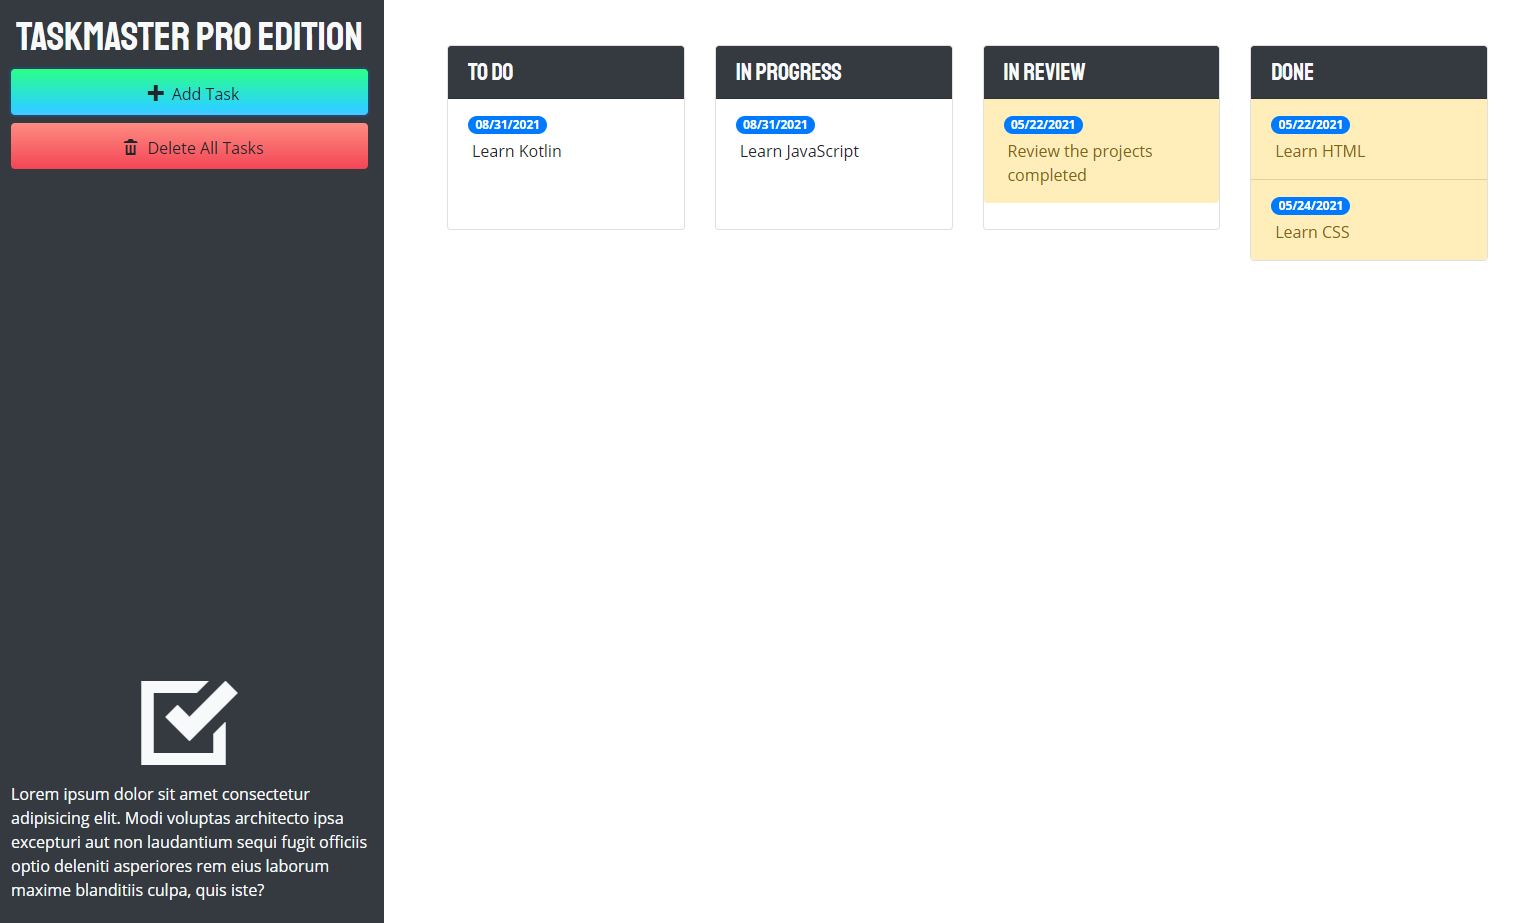 TASKMASTER PRO EDITION
Add Task
Delete All Tasks
Lorem ipsum dolor sit amet consectetur
adipisicing elit. Modi voluptas architecto ipsa
excepturi aut non laudantium sequi fugit officiis
optio deleniti asperiores rem eius laborum
maxime blanditiis culpa, quis iste?
TO DO
08/31/2021
Learn Kotlin
IN PROGRESS
08/31/2021
Learn JavaScript
IN REVIEW
05/22/2021
Review the projects
completed
DONE
05/22/2021
Learn HTML
05/24/2021
Learn CSS